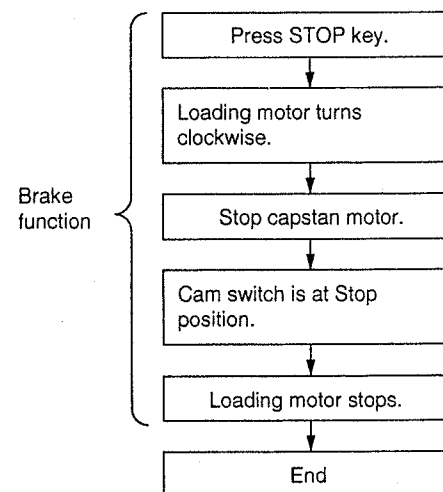 Press STOP key.
Loading motor turns
clockwise.
Brake
function
Stop capstan motor.
Cam switch is at Stop
position.
Loading motor stops.
End